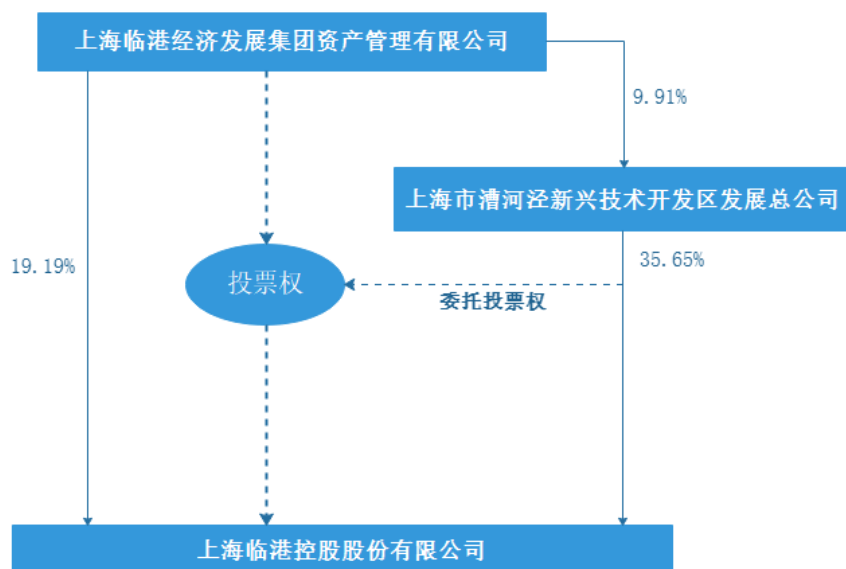 上海临港经济发展集团资产管理有限公司
9.91%
上海市漕河泾新兴技术开发区发展总公司
19.19%
投票权
35.65%
委托投票权
上海临港控股股份有限公司